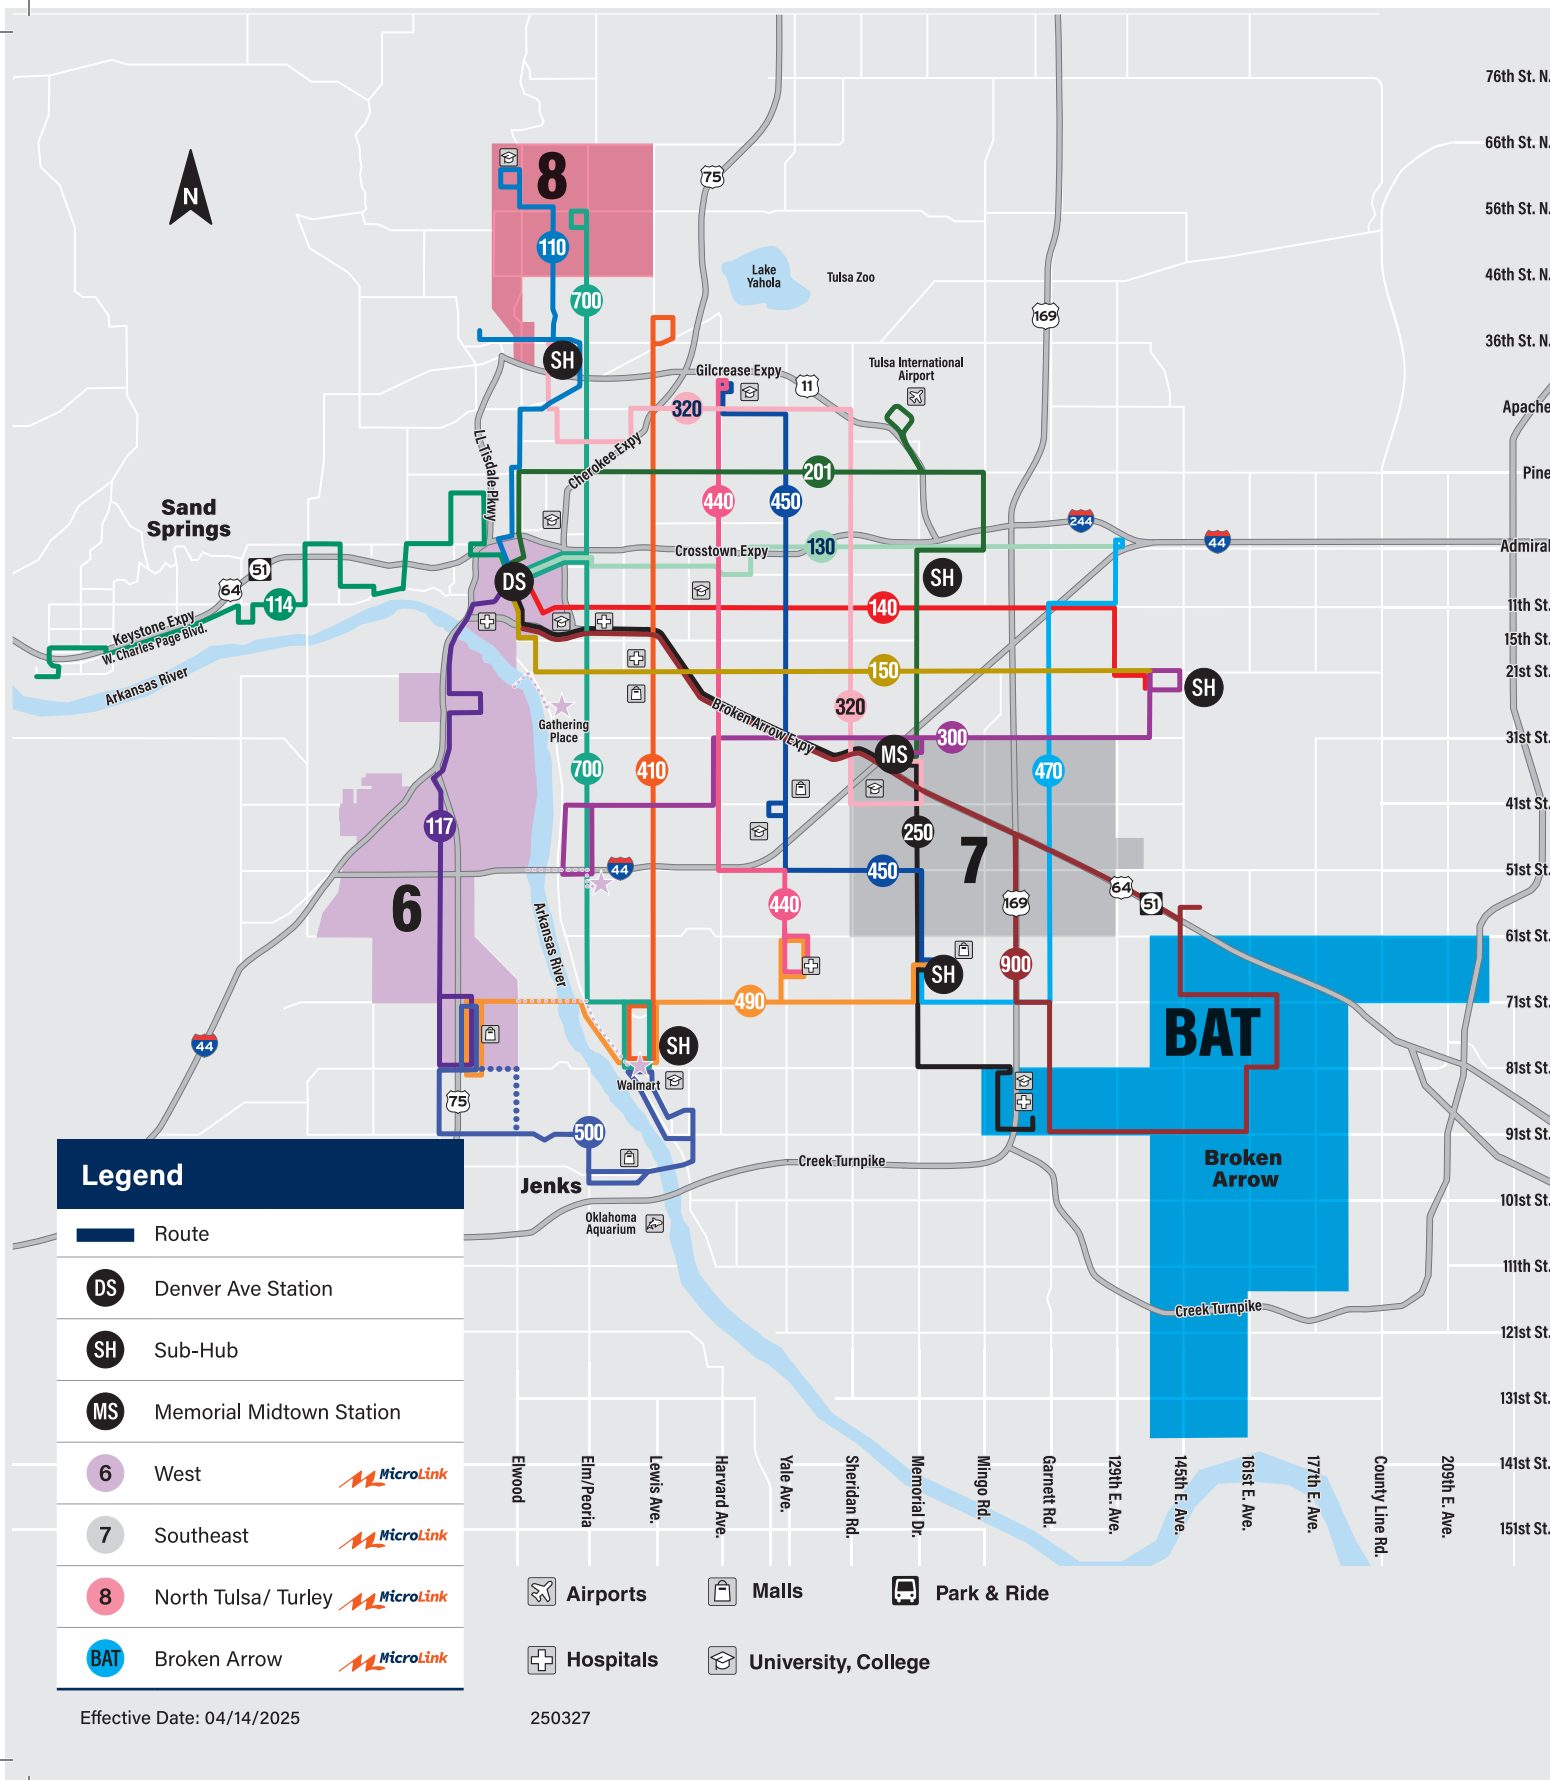 76th St. N.
66th St. N.
56th St. N.
46th St. N.
36th St. N.
Apache
Pine
Admiral
11th St.
15th St.
21st St.
31st St.
41st St.
51st St.
61st St.
71st St.
81st St.
91st St.
101st St.
111th St.
121st St.
131st St.
141st St.
151st St.
N
8
75
110
700
Lake
Yahola
Tulsa Zoo
169
SH
Gilcrease Expy
11
Tulsa International
Airport
320
LL Tisdale Pkwy
Cherokee Expy
201
440
450
Sand
Springs
244
44
Crosstown Expy
130
51
64
DS
SH
114
140
Keystone Expy
W. Charles Page Blvd.
Arkansas River
150
SH
320
Gathering
Place
Broken Arrow Expy
300
MS
700
410
470
117
250
7
44
450
64
51
6
440
169
Arkansas River
900
SH
490
BAT
44
SH
Walmart
75
500
Creek Turnpike
Broken
Arrow
Jenks
Oklahoma
Aquarium
Creek Turnpike
Legend
Route
DS Denver Ave Station
SH Sub-Hub
MS Memorial Midtown Station
6 West MicroLink
7 Southeast MicroLink
8 North Tulsa/ Turley MicroLink
BAT Broken Arrow MicroLink
Elwood
Elm/Peoria
Lewis Ave.
Harvard Ave.
Yale Ave.
Sheridan Rd.
Memorial Dr.
Mingo Rd.
Garnett Rd.
129th E. Ave.
145th E. Ave.
161st E. Ave.
177th E. Ave.
County Line Rd.
209th E. Ave.
Airports
Malls
Park & Ride
Hospitals
University, College
Effective Date: 04/14/2025
250327